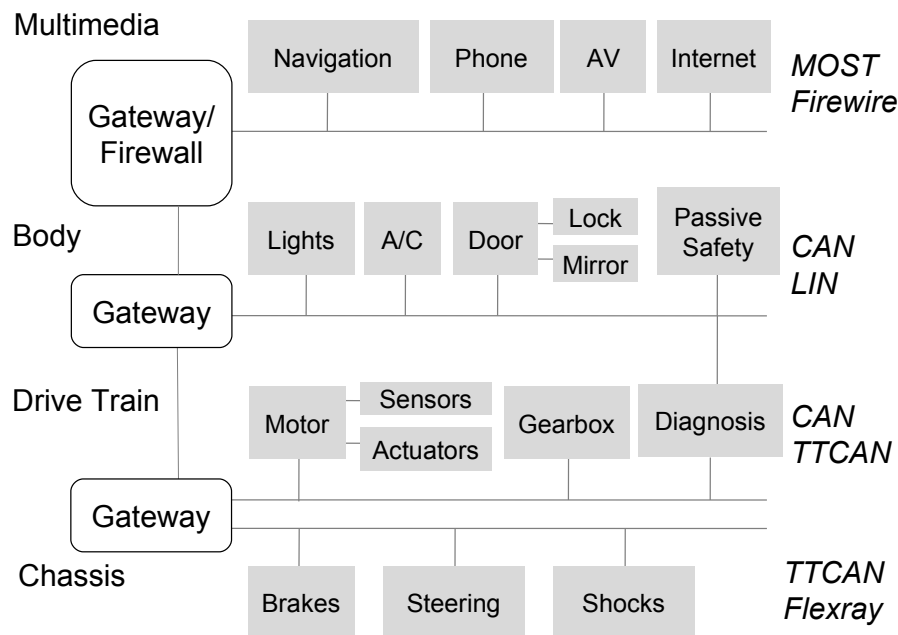 Multimedia
Navigation
Phone
AV
Internet
MOST
Firewire
Gateway/
Firewall
Body
Lights
A/C
Door
Lock
Mirror
Passive
Safety
CAN
LIN
Gateway
Drive Train
Motor
Sensors
Actuators
Gearbox
Diagnosis
CAN
TTCAN
Gateway
Chassis
Brakes
Steering
Shocks
TTCAN
Flexray